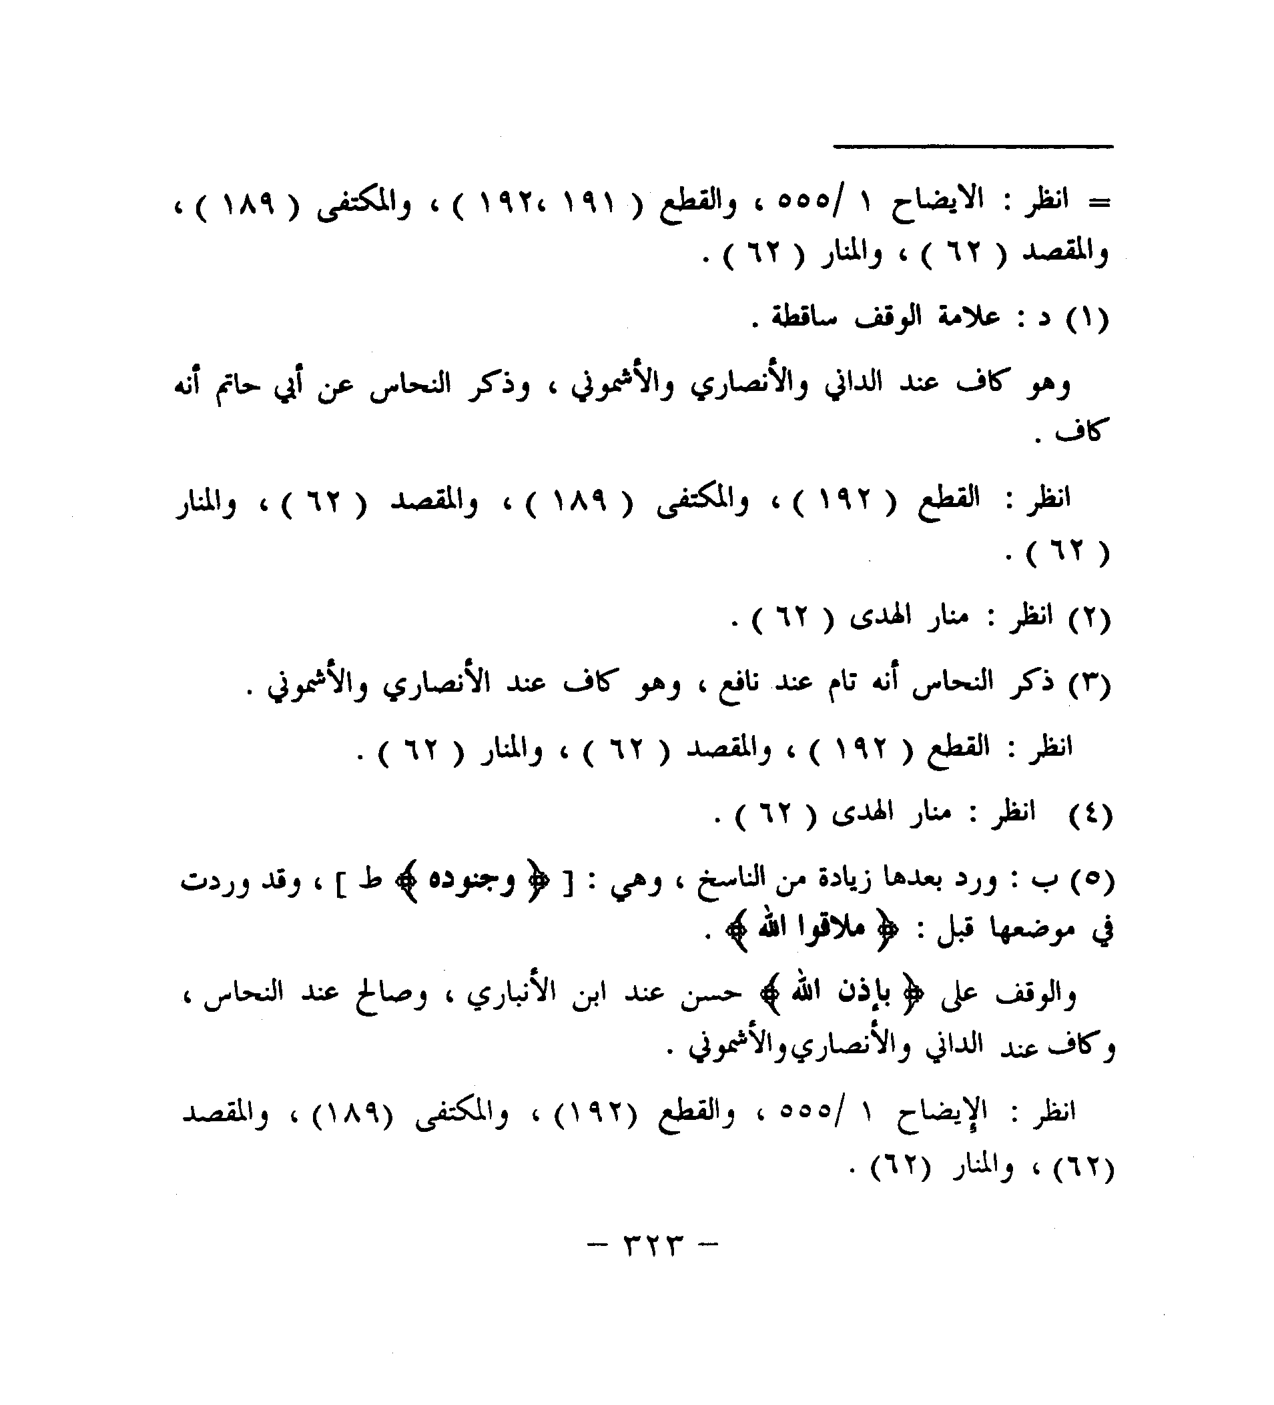 = انظر : الايضاح ١ /٥٥٥ ، والقطع ( ١٩١ ،١٩٢ ) ، والمكتفى ( ١٨٩ ) ،
والمقصد ( ٦٢ ) ، والمنار ( ٦٢ ) .
(١) د : علامة الوقف ساقطة .
وهو كاف عند الداني والأنصاري والأشموني ، وذكر النحاس عن أبي حاتم أنه
كاف .
انظر : القطع ( ١٩٢ ) ، والمكتفى ( ١٨٩ ) ، والمقصد ( ٦٢ ) ، والمنار
( ٦٢ ) .
(٢) انظر : منار الهدى ( ٦٢ ) .
(٣) ذكر النحاس أنه تام عند نافع ، وهو كاف عند الأنصاري والأشموني .
انظر : القطع ( ١٩٢ ) ، والمقصد ( ٦٢ ) ، والمنار ( ٦٢ ) .
(٤) انظر : منار الهدى ( ٦٢ ) .
(٥) ب : ورد بعدها زيادة من الناسخ ، وهي : [ ﴿ وجنوده ﴾ ط ] ، وقد وردت
في موضعها قبل : ﴿ ملاقوا الله ﴾ .
والوقف على ﴿ بإذن الله ﴾ حسن عند ابن الأنباري ، وصالح عند النحاس ،
وكاف عند الداني والأنصاري والأشموني .
انظر : الإيضاح ١ /٥٥٥ ، والقطع (١٩٢) ، والمكتفى (١٨٩) ، والمقصد
(٦٢) ، والمنار (٦٢) .
– ٣٢٣ –